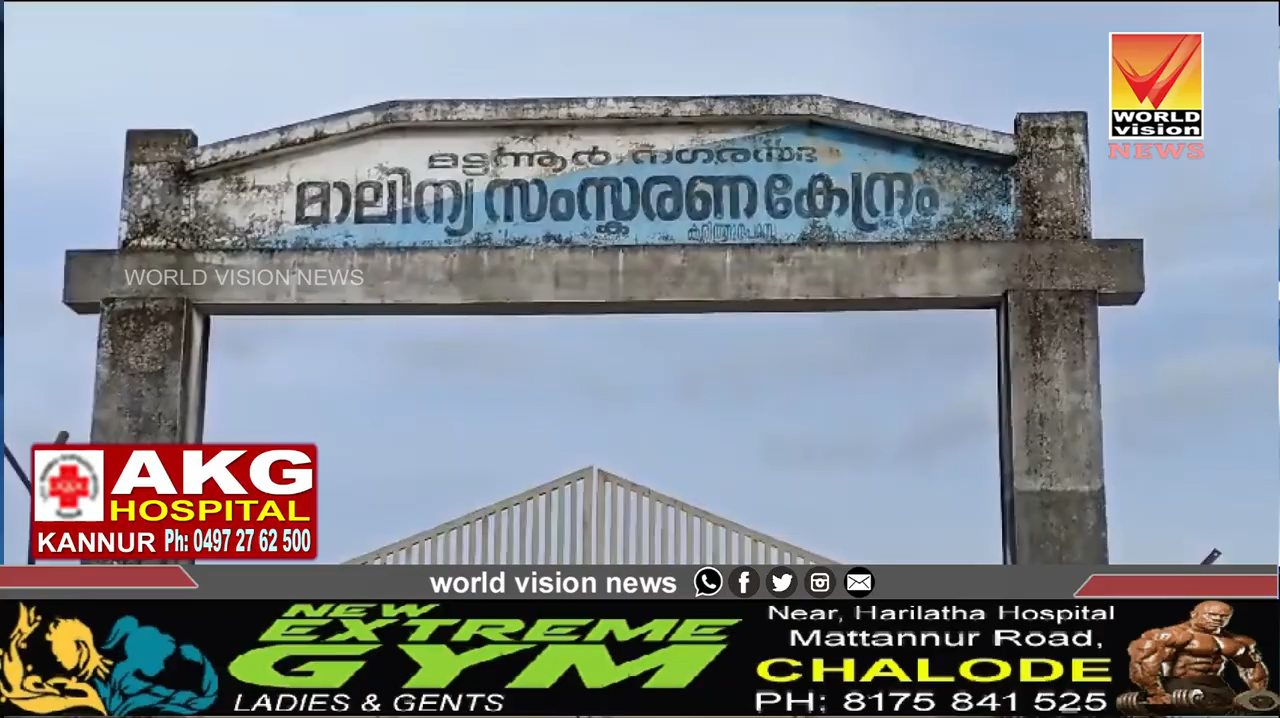 WORLD
vision
NEWS
മട്ടന്നൂർ നഗരസഭ
മാലിന്യ സംസ്കരണ കേന്ദ്രം
WORLD VISION NEWS
AKG
HOSPITAL
KANNUR Ph: 0497 27 62 500
world vision news
NEW
EXTREME
GYM
LADIES & GENTS
Near, Harilatha Hospital
Mattannur Road,
CHALODE
PH: 8175 841 525